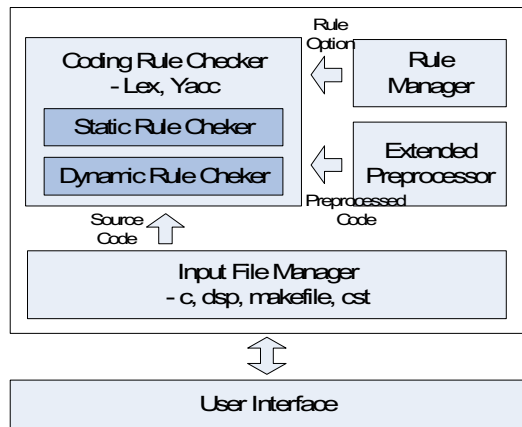 Rule
Option
Coding Rule Checker
- Lex, Yacc
Rule
Manager
Static Rule Cheker
Dynamic Rule Cheker
Extended
Preprocessor
Preprocessed
Code
Source
Code
Input File Manager
- c, dsp, makefile, cst
User Interface